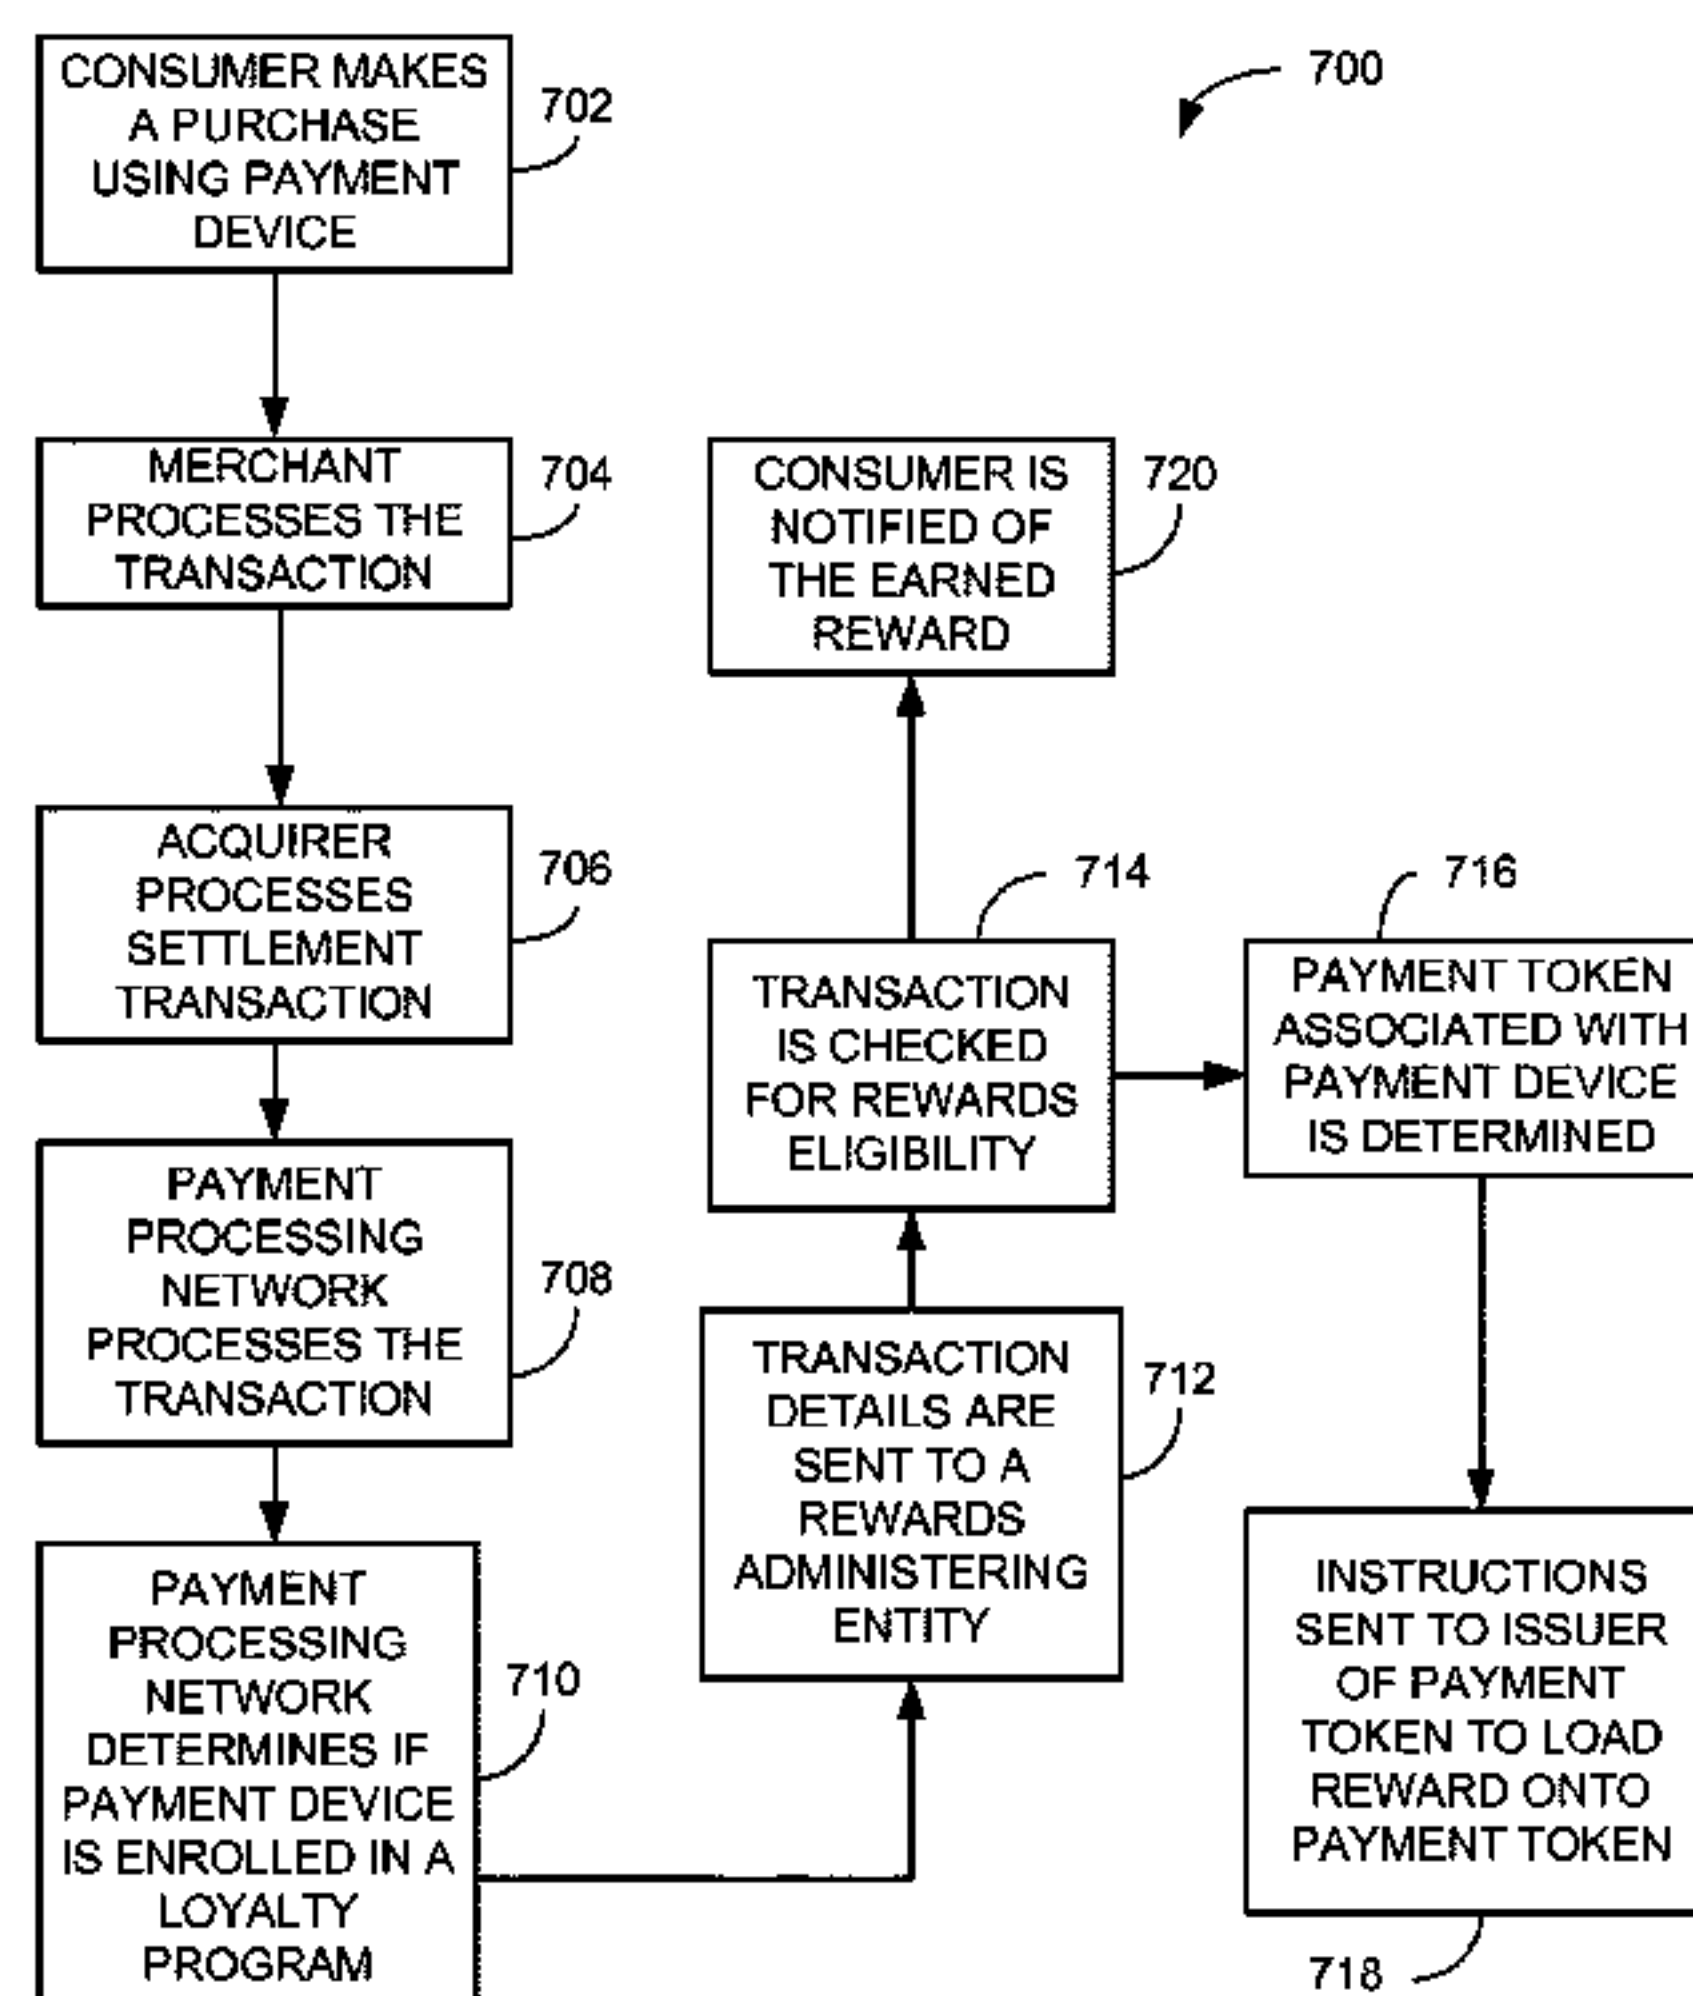 CONSUMER MAKES
A PURCHASE
USING PAYMENT
DEVICE
702
700
MERCHANT
PROCESSES THE
TRANSACTION
704
CONSUMER IS
NOTIFIED OF
THE EARNED
REWARD
720
ACQUIRER
PROCESSES
SETTLEMENT
TRANSACTION
706
714
TRANSACTION
IS CHECKED
FOR REWARDS
ELIGIBILITY
716
PAYMENT TOKEN
ASSOCIATED WITH
PAYMENT DEVICE
IS DETERMINED
PAYMENT
PROCESSING
NETWORK
PROCESSES THE
TRANSACTION
708
TRANSACTION
DETAILS ARE
SENT TO A
REWARDS
ADMINISTERING
ENTITY
712
PAYMENT
PROCESSING
NETWORK
DETERMINES IF
PAYMENT DEVICE
IS ENROLLED IN A
LOYALTY
PROGRAM
710
INSTRUCTIONS
SENT TO ISSUER
OF PAYMENT
TOKEN TO LOAD
REWARD ONTO
PAYMENT TOKEN
718